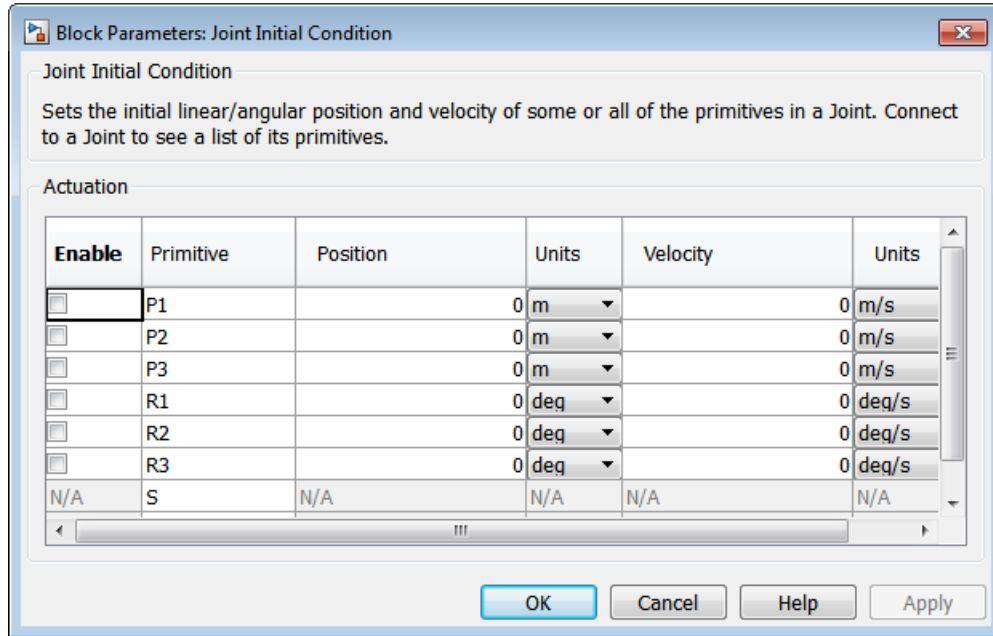 Block Parameters: Joint Initial Condition
Joint Initial Condition
Sets the initial linear/angular position and velocity of some or all of the primitives in a Joint. Connect
to a Joint to see a list of its primitives.
Actuation
Enable Primitive Position Units Velocity Units
P1 0 m 0 m/s
P2 0 m 0 m/s
P3 0 m 0 m/s
R1 0 deg 0 deg/s
R2 0 deg 0 deg/s
R3 0 deg 0 deg/s
N/A S N/A N/A N/A N/A
OK Cancel Help Apply